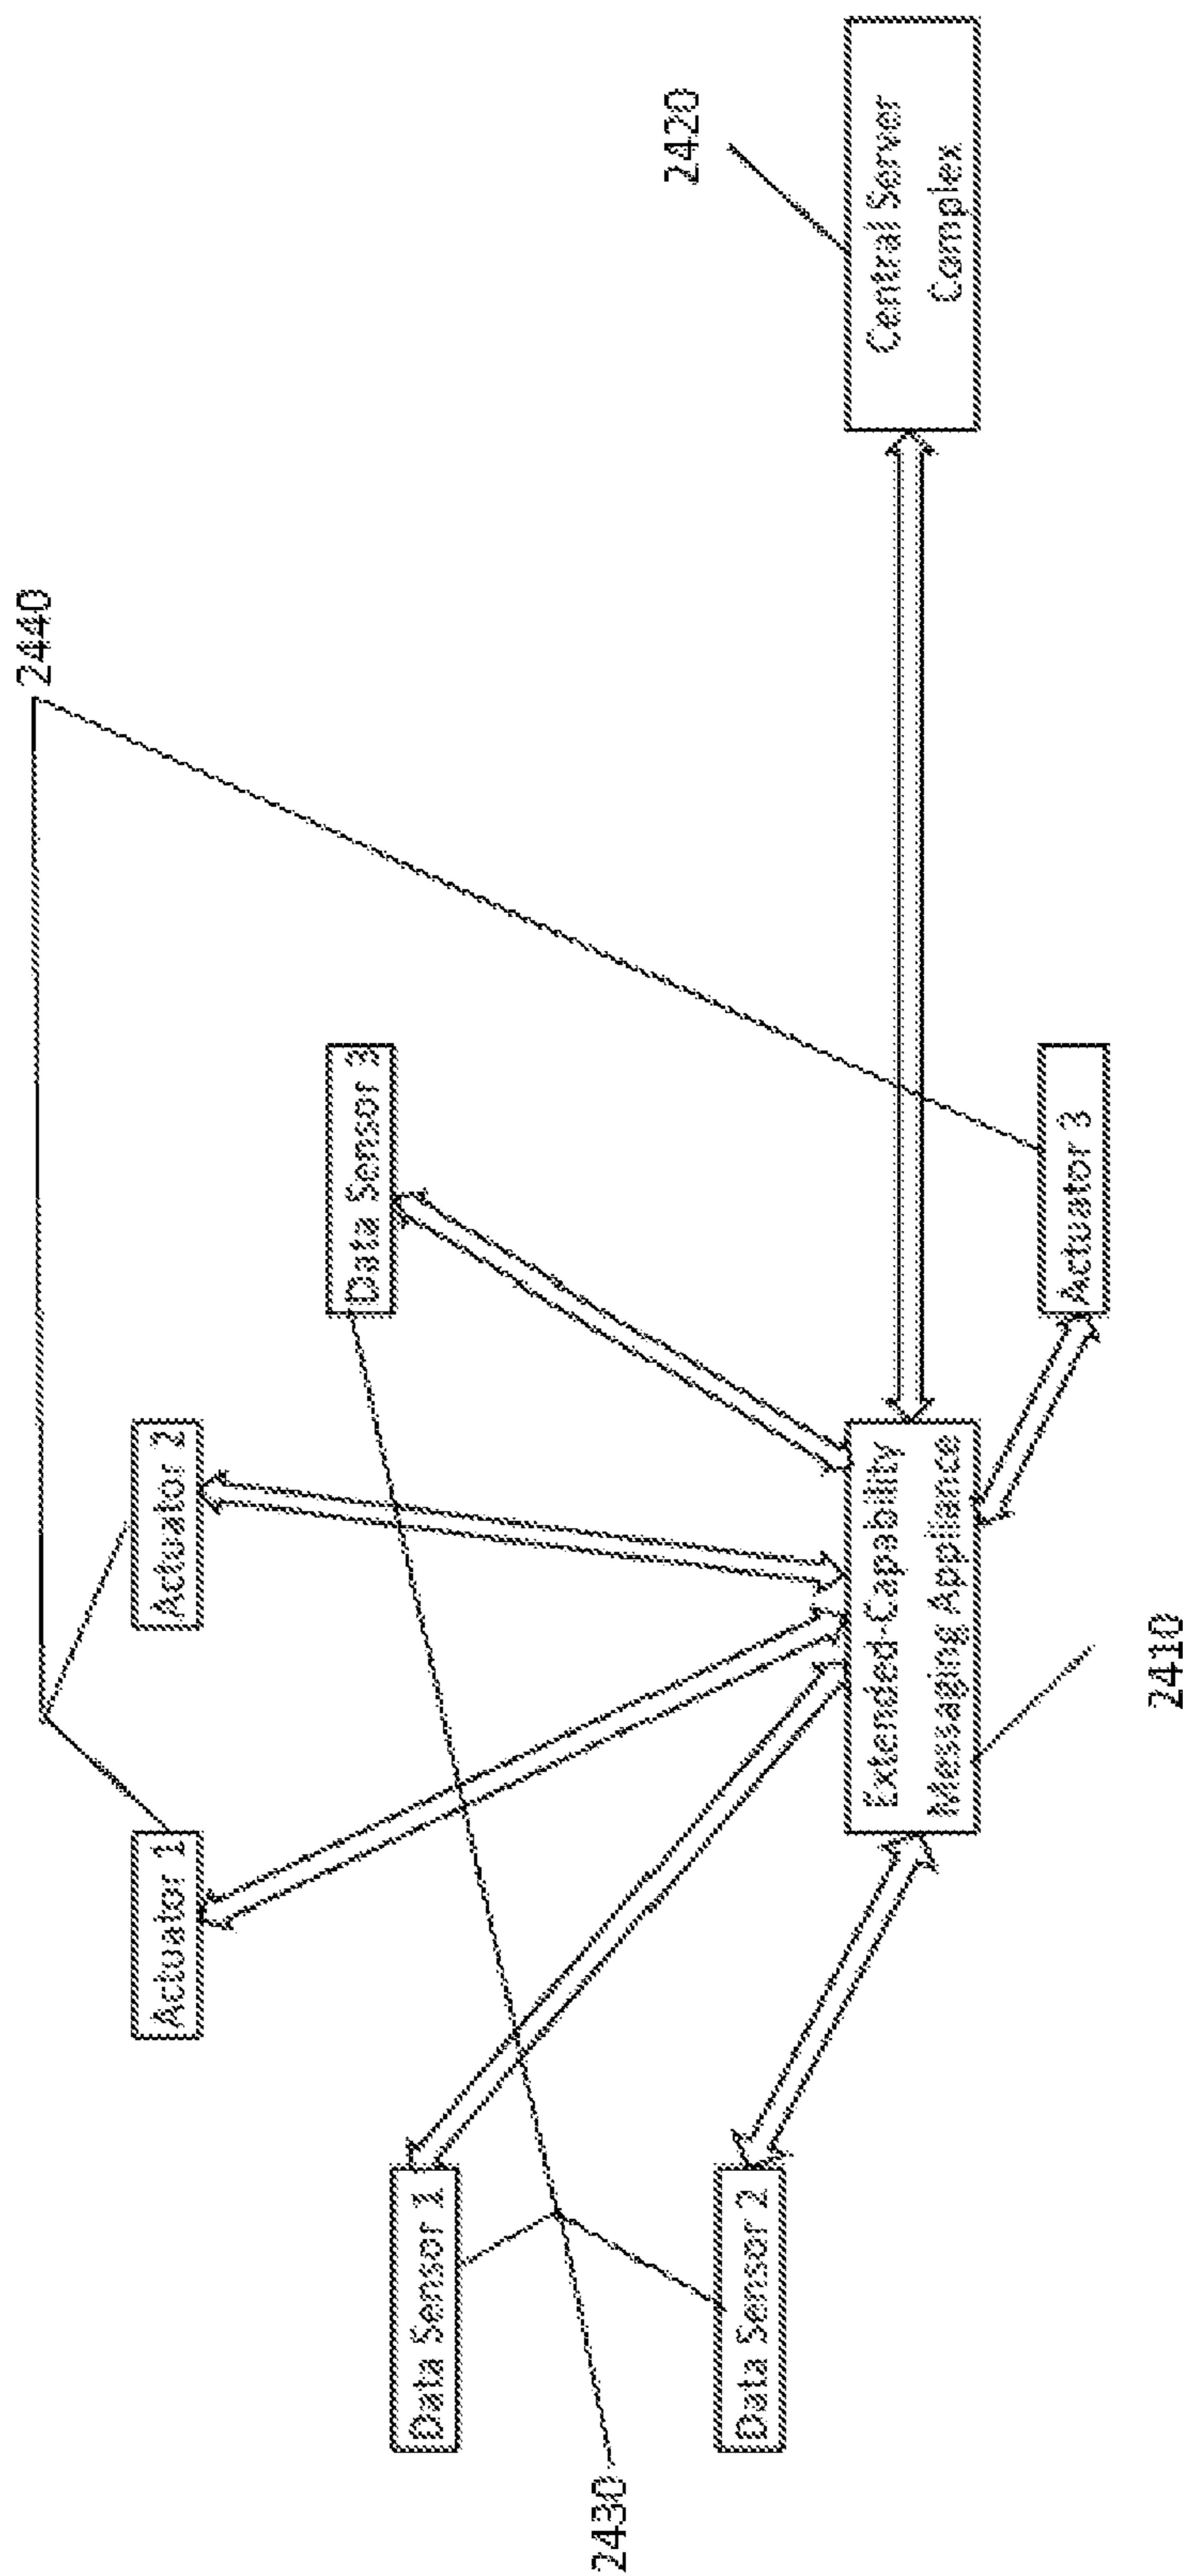 2440
Actuator 1
Actuator 2
Data Sensor 3
Data Sensor 1
2430
Data Sensor 2
2420
Extended-Capability
Messaging Appliance
Central Server
Complex
Actuator 3
2410